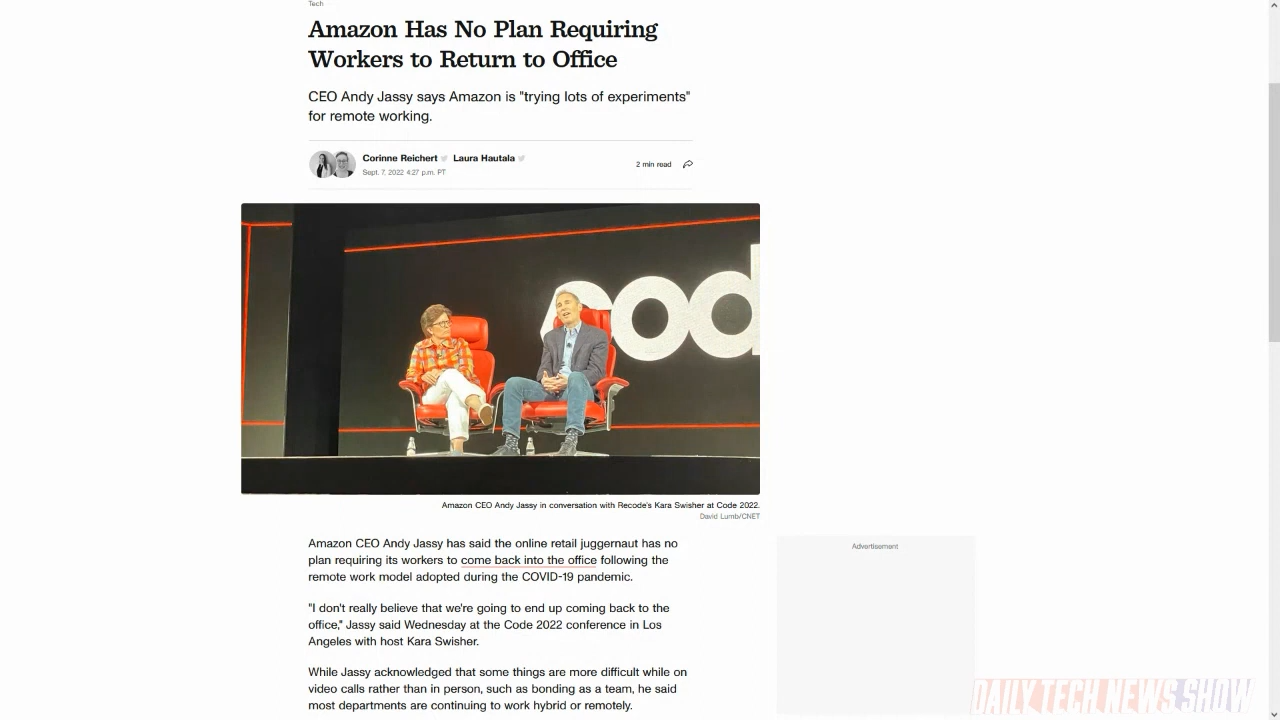 Tech
Amazon Has No Plan Requiring
Workers to Return to Office
CEO Andy Jassy says Amazon is "trying lots of experiments"
for remote working.
Corinne Reichert Laura Hautala
2 min read
Sept. 7, 2022 4:27 p.m. PT
cod
Amazon CEO Andy Jassy in conversation with Recode's Kara Swisher at Code 2022.
David Lumb/CNET
Amazon CEO Andy Jassy has said the online retail juggernaut has no
plan requiring its workers to come back into the office following the
remote work model adopted during the COVID-19 pandemic.
"I don't really believe that we're going to end up coming back to the
office," Jassy said Wednesday at the Code 2022 conference in Los
Angeles with host Kara Swisher.
While Jassy acknowledged that some things are more difficult while on
video calls rather than in person, such as bonding as a team, he said
most departments are continuing to work hybrid or remotely.
Advertisement
DAILY TECH NEWS SHOW